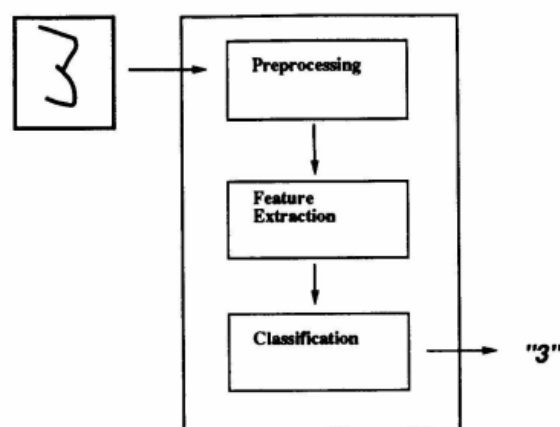 3
Preprocessing
Feature
Extraction
Classification
"3"